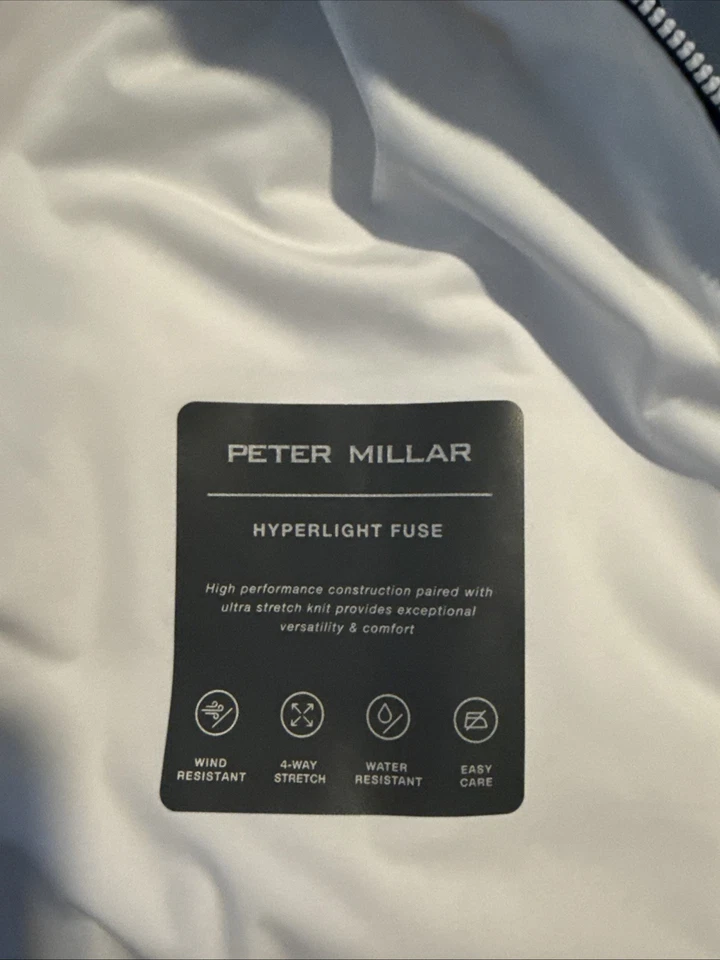 PETER MILLAR
HYPERLIGHT FUSE
High performance construction paired with
ultra stretch knit provides exceptional
versatility & comfort
WIND
RESISTANT
4-WAY
STRETCH
WATER
RESISTANT
EASY
CARE